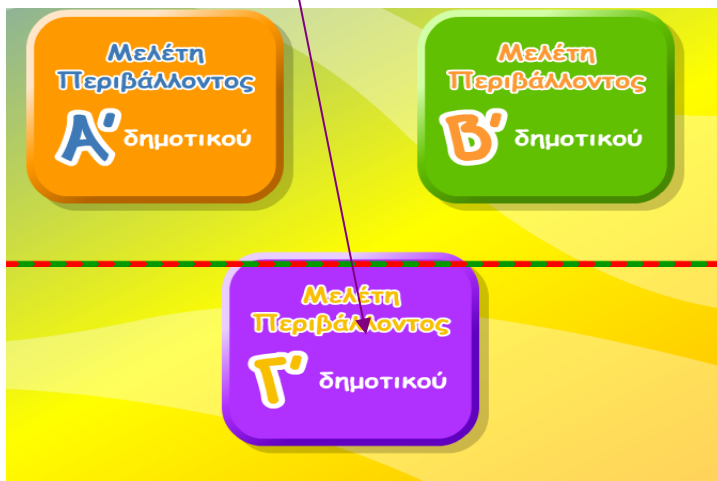 Μελέτη
Περιβάλλοντος
Α' δημοτικού
Μελέτη
Περιβάλλοντος
Β' δημοτικού
Μελέτη
Περιβάλλοντος
Γ' δημοτικού